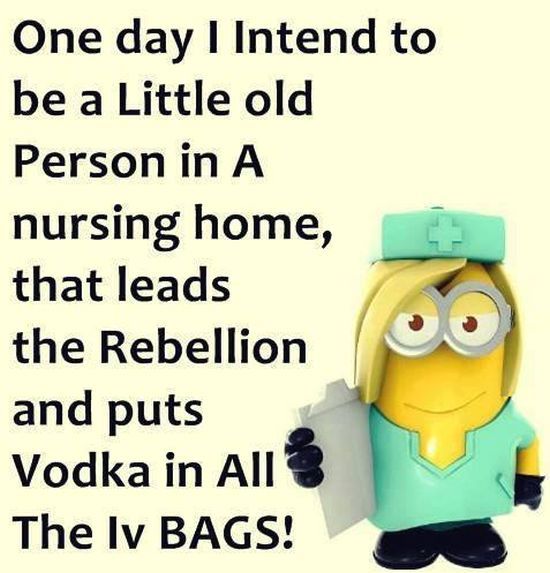 One day I Intend to
be a Little old
Person in A
nursing home,
that leads
the Rebellion
and puts
Vodka in All
The Iv BAGS!